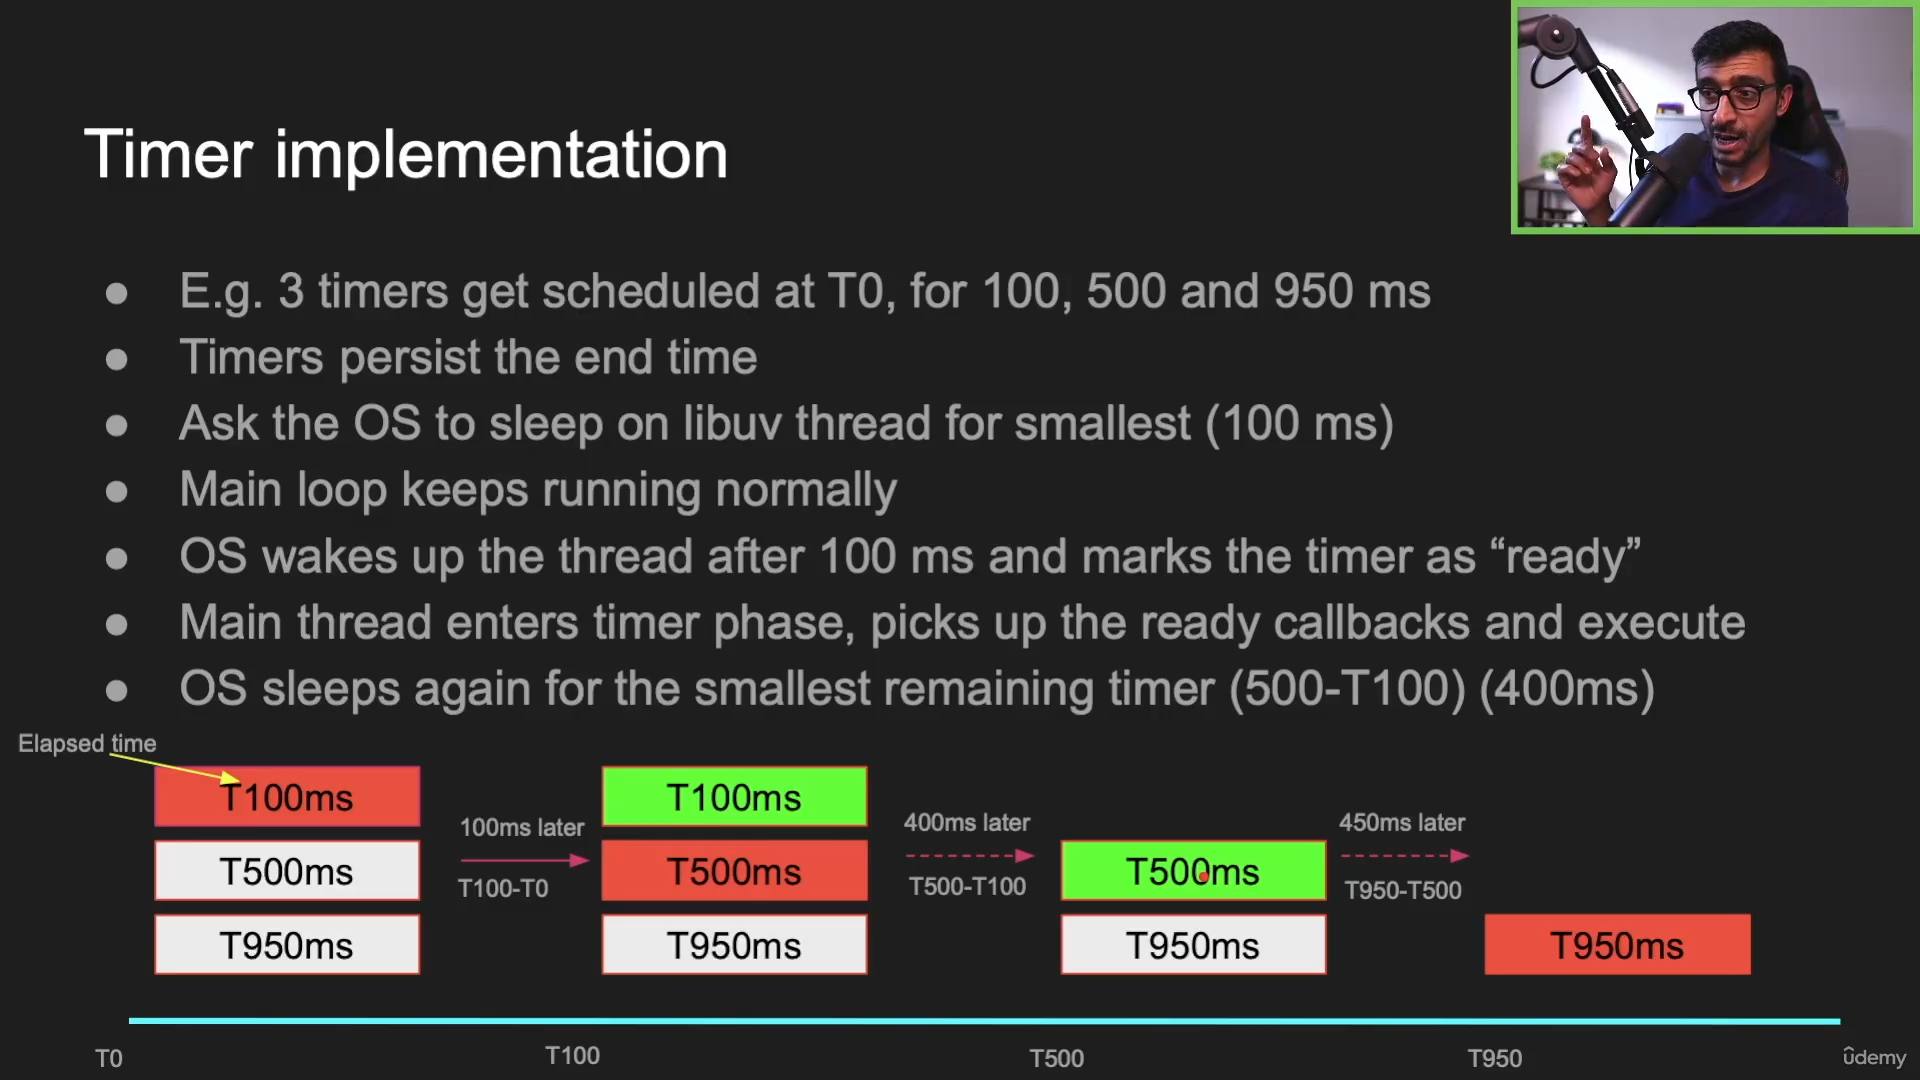 Timer implementation
E.g. 3 timers get scheduled at T0, for 100, 500 and 950 ms
Timers persist the end time
Ask the OS to sleep on libuv thread for smallest (100 ms)
Main loop keeps running normally
OS wakes up the thread after 100 ms and marks the timer as “ready”
Main thread enters timer phase, picks up the ready callbacks and execute
OS sleeps again for the smallest remaining timer (500-T100) (400ms)
Elapsed time
T100ms
T500ms
T950ms
100ms later
T100-T0
T100ms
T500ms
T950ms
400ms later
T500-T100
T500ms
T950ms
450ms later
T950-T500
T950ms
T0
T100
T500
T950
ûdemy